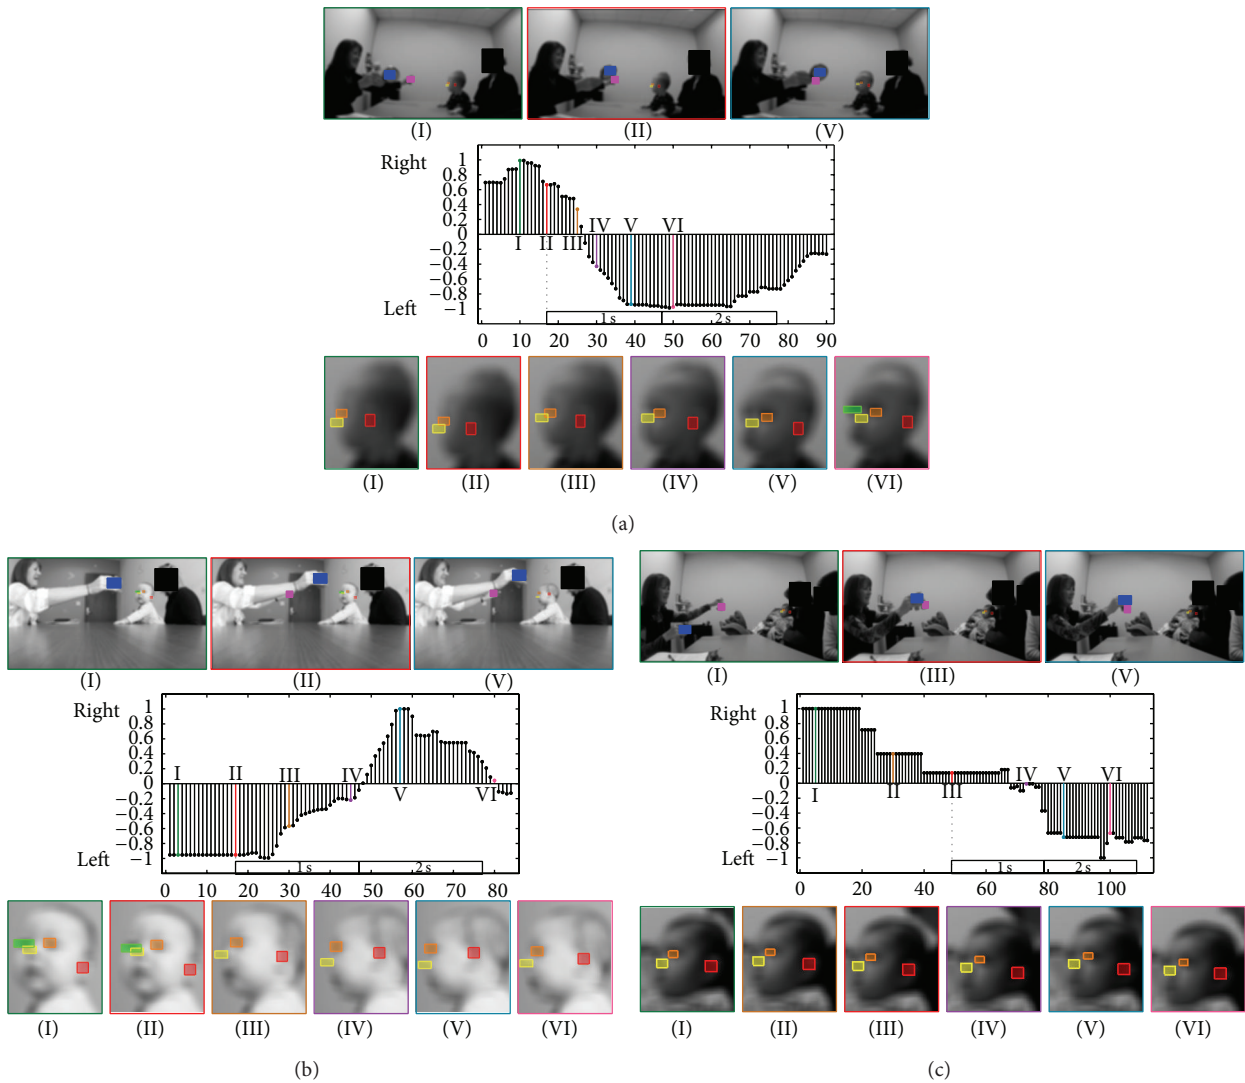 (I) (II) (V)
Right
Left
1
0.8
0.6
0.4
0.2
0
−0.2
−0.4
−0.6
−0.8
−1
I II III IV V VI
1 s 2 s
0 10 20 30 40 50 60 70 80 90
(I) (II) (III) (IV) (V) (VI)
(a)
(I) (II) (V)
Right
Left
1
0.8
0.6
0.4
0.2
0
−0.2
−0.4
−0.6
−0.8
−1
I II III IV V VI
1 s 2 s
0 10 20 30 40 50 60 70 80
(I) (II) (III) (IV) (V) (VI)
(b)
(I) (III) (V)
Right
Left
1
0.8
0.6
0.4
0.2
0
−0.2
−0.4
−0.6
−0.8
−1
I II III IV V VI
1 s 2 s
0 20 40 60 80 100
(I) (II) (III) (IV) (V) (VI)
(c)